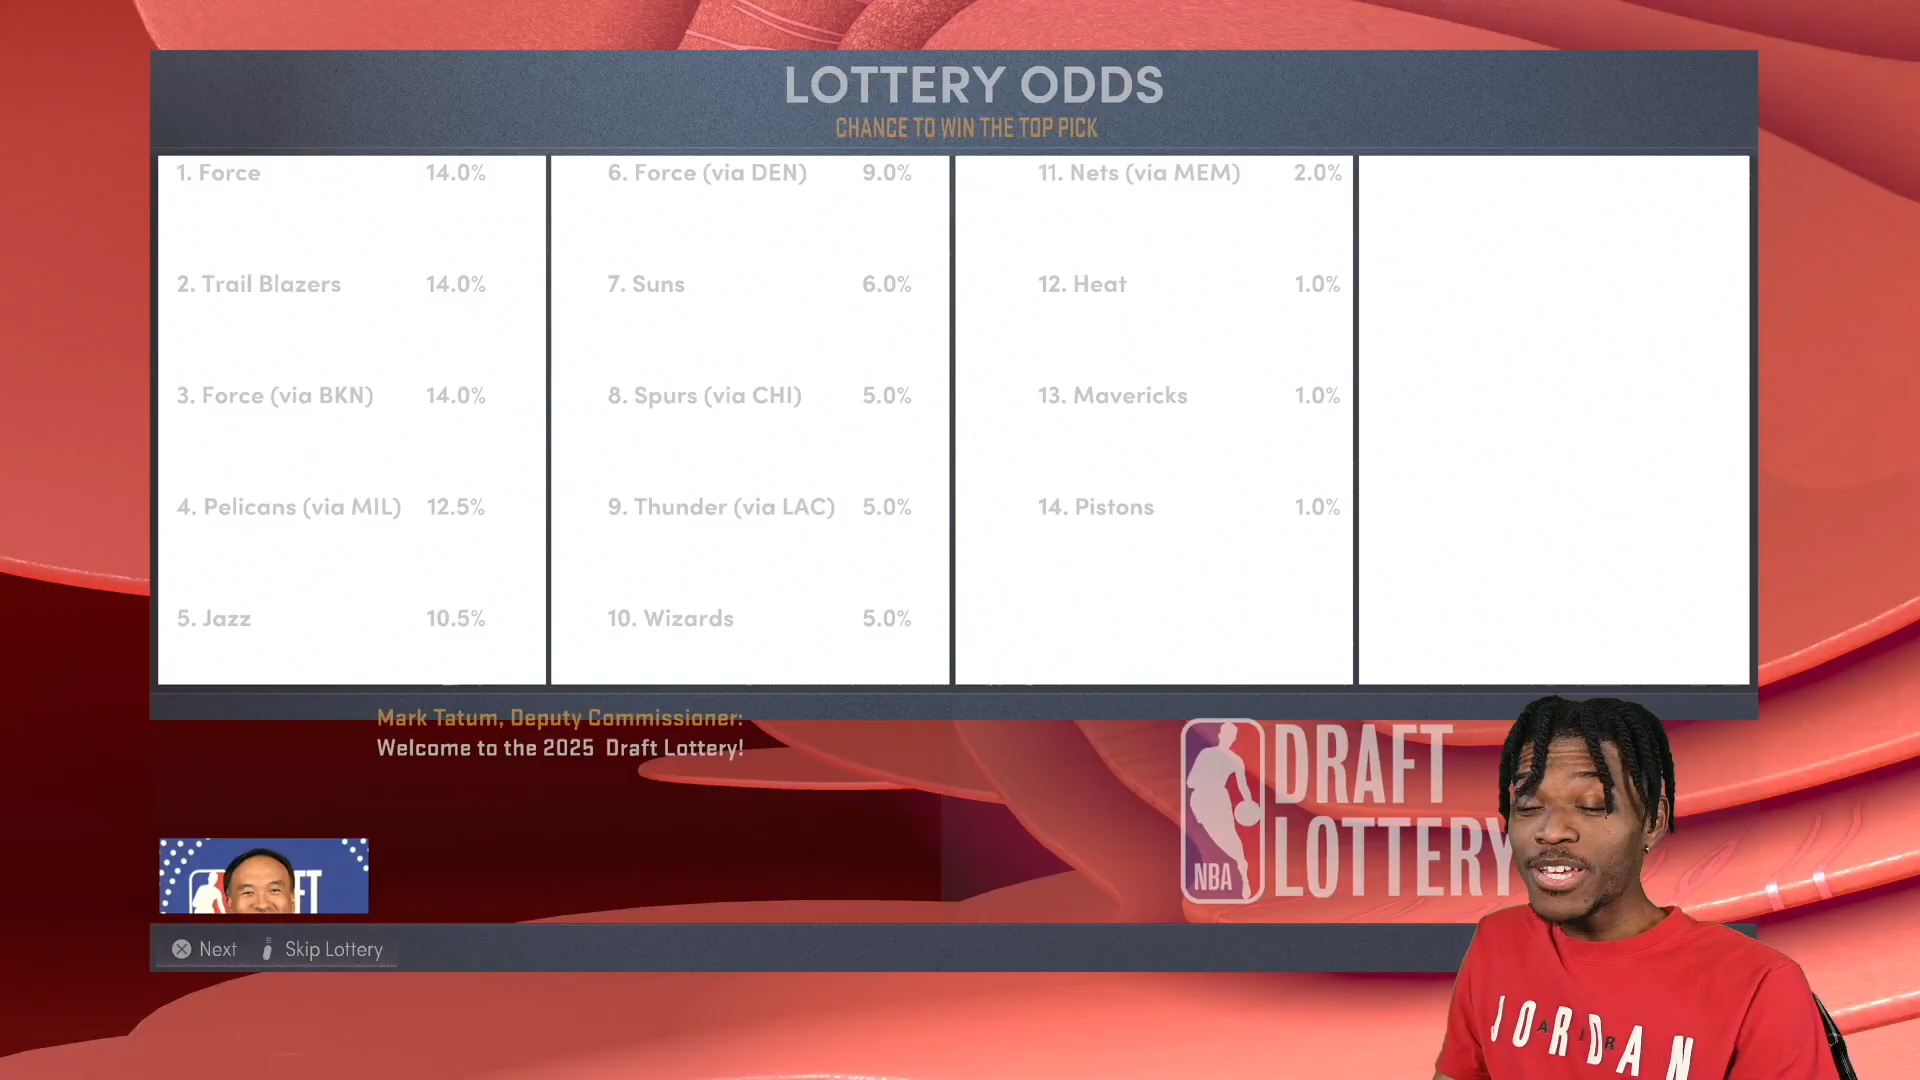 LOTTERY ODDS
CHANCE TO WIN THE TOP PICK
1. Force 14.0%
2. Trail Blazers 14.0%
3. Force (via BKN) 14.0%
4. Pelicans (via MIL) 12.5%
5. Jazz 10.5%
6. Force (via DEN) 9.0%
7. Suns 6.0%
8. Spurs (via CHI) 5.0%
9. Thunder (via LAC) 5.0%
10. Wizards 5.0%
11. Nets (via MEM) 2.0%
12. Heat 1.0%
13. Mavericks 1.0%
14. Pistons 1.0%
Mark Tatum, Deputy Commissioner:
Welcome to the 2025 Draft Lottery!
DRAFT
LOTTERY
NBA
FT
Next Skip Lottery
JORDAN
AIR